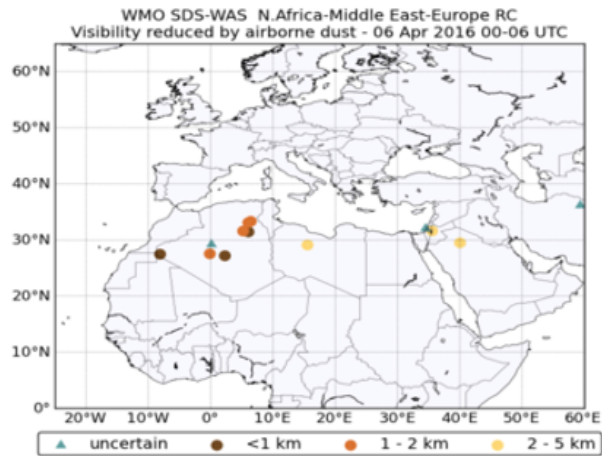 WMO SDS-WAS N.Africa-Middle East-Europe RC
Visibility reduced by airborne dust - 06 Apr 2016 00-06 UTC
60°N
50°N
40°N
30°N
20°N
10°N
0°
20°W 10°W 0° 10°E 20°E 30°E 40°E 50°E 60°E
uncertain <1 km 1 - 2 km 2 - 5 km